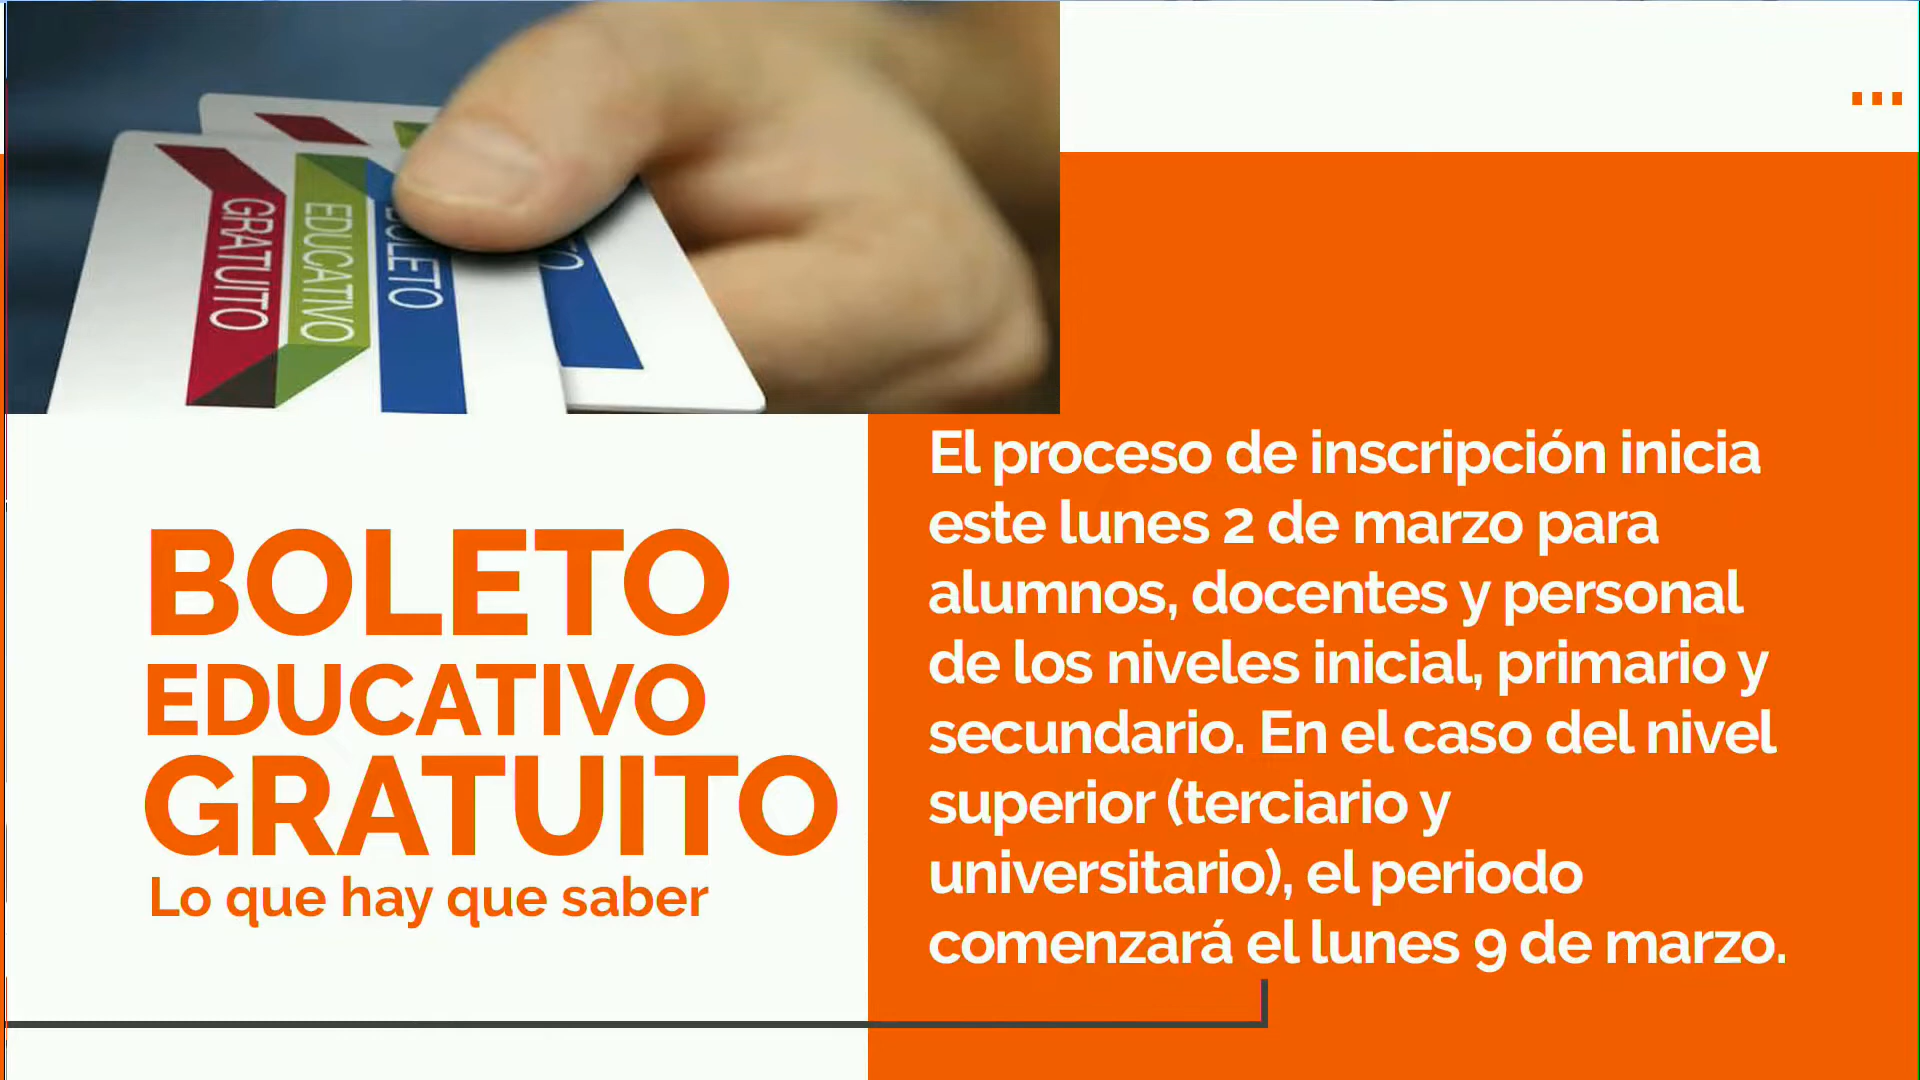 GRATUITO
EDUCATIVO
BOLETO
BOLETO
EDUCATIVO
GRATUITO
Lo que hay que saber
El proceso de inscripción inicia
este lunes 2 de marzo para
alumnos, docentes y personal
de los niveles inicial, primario y
secundario. En el caso del nivel
superior (terciario y
universitario), el periodo
comenzará el lunes 9 de marzo.